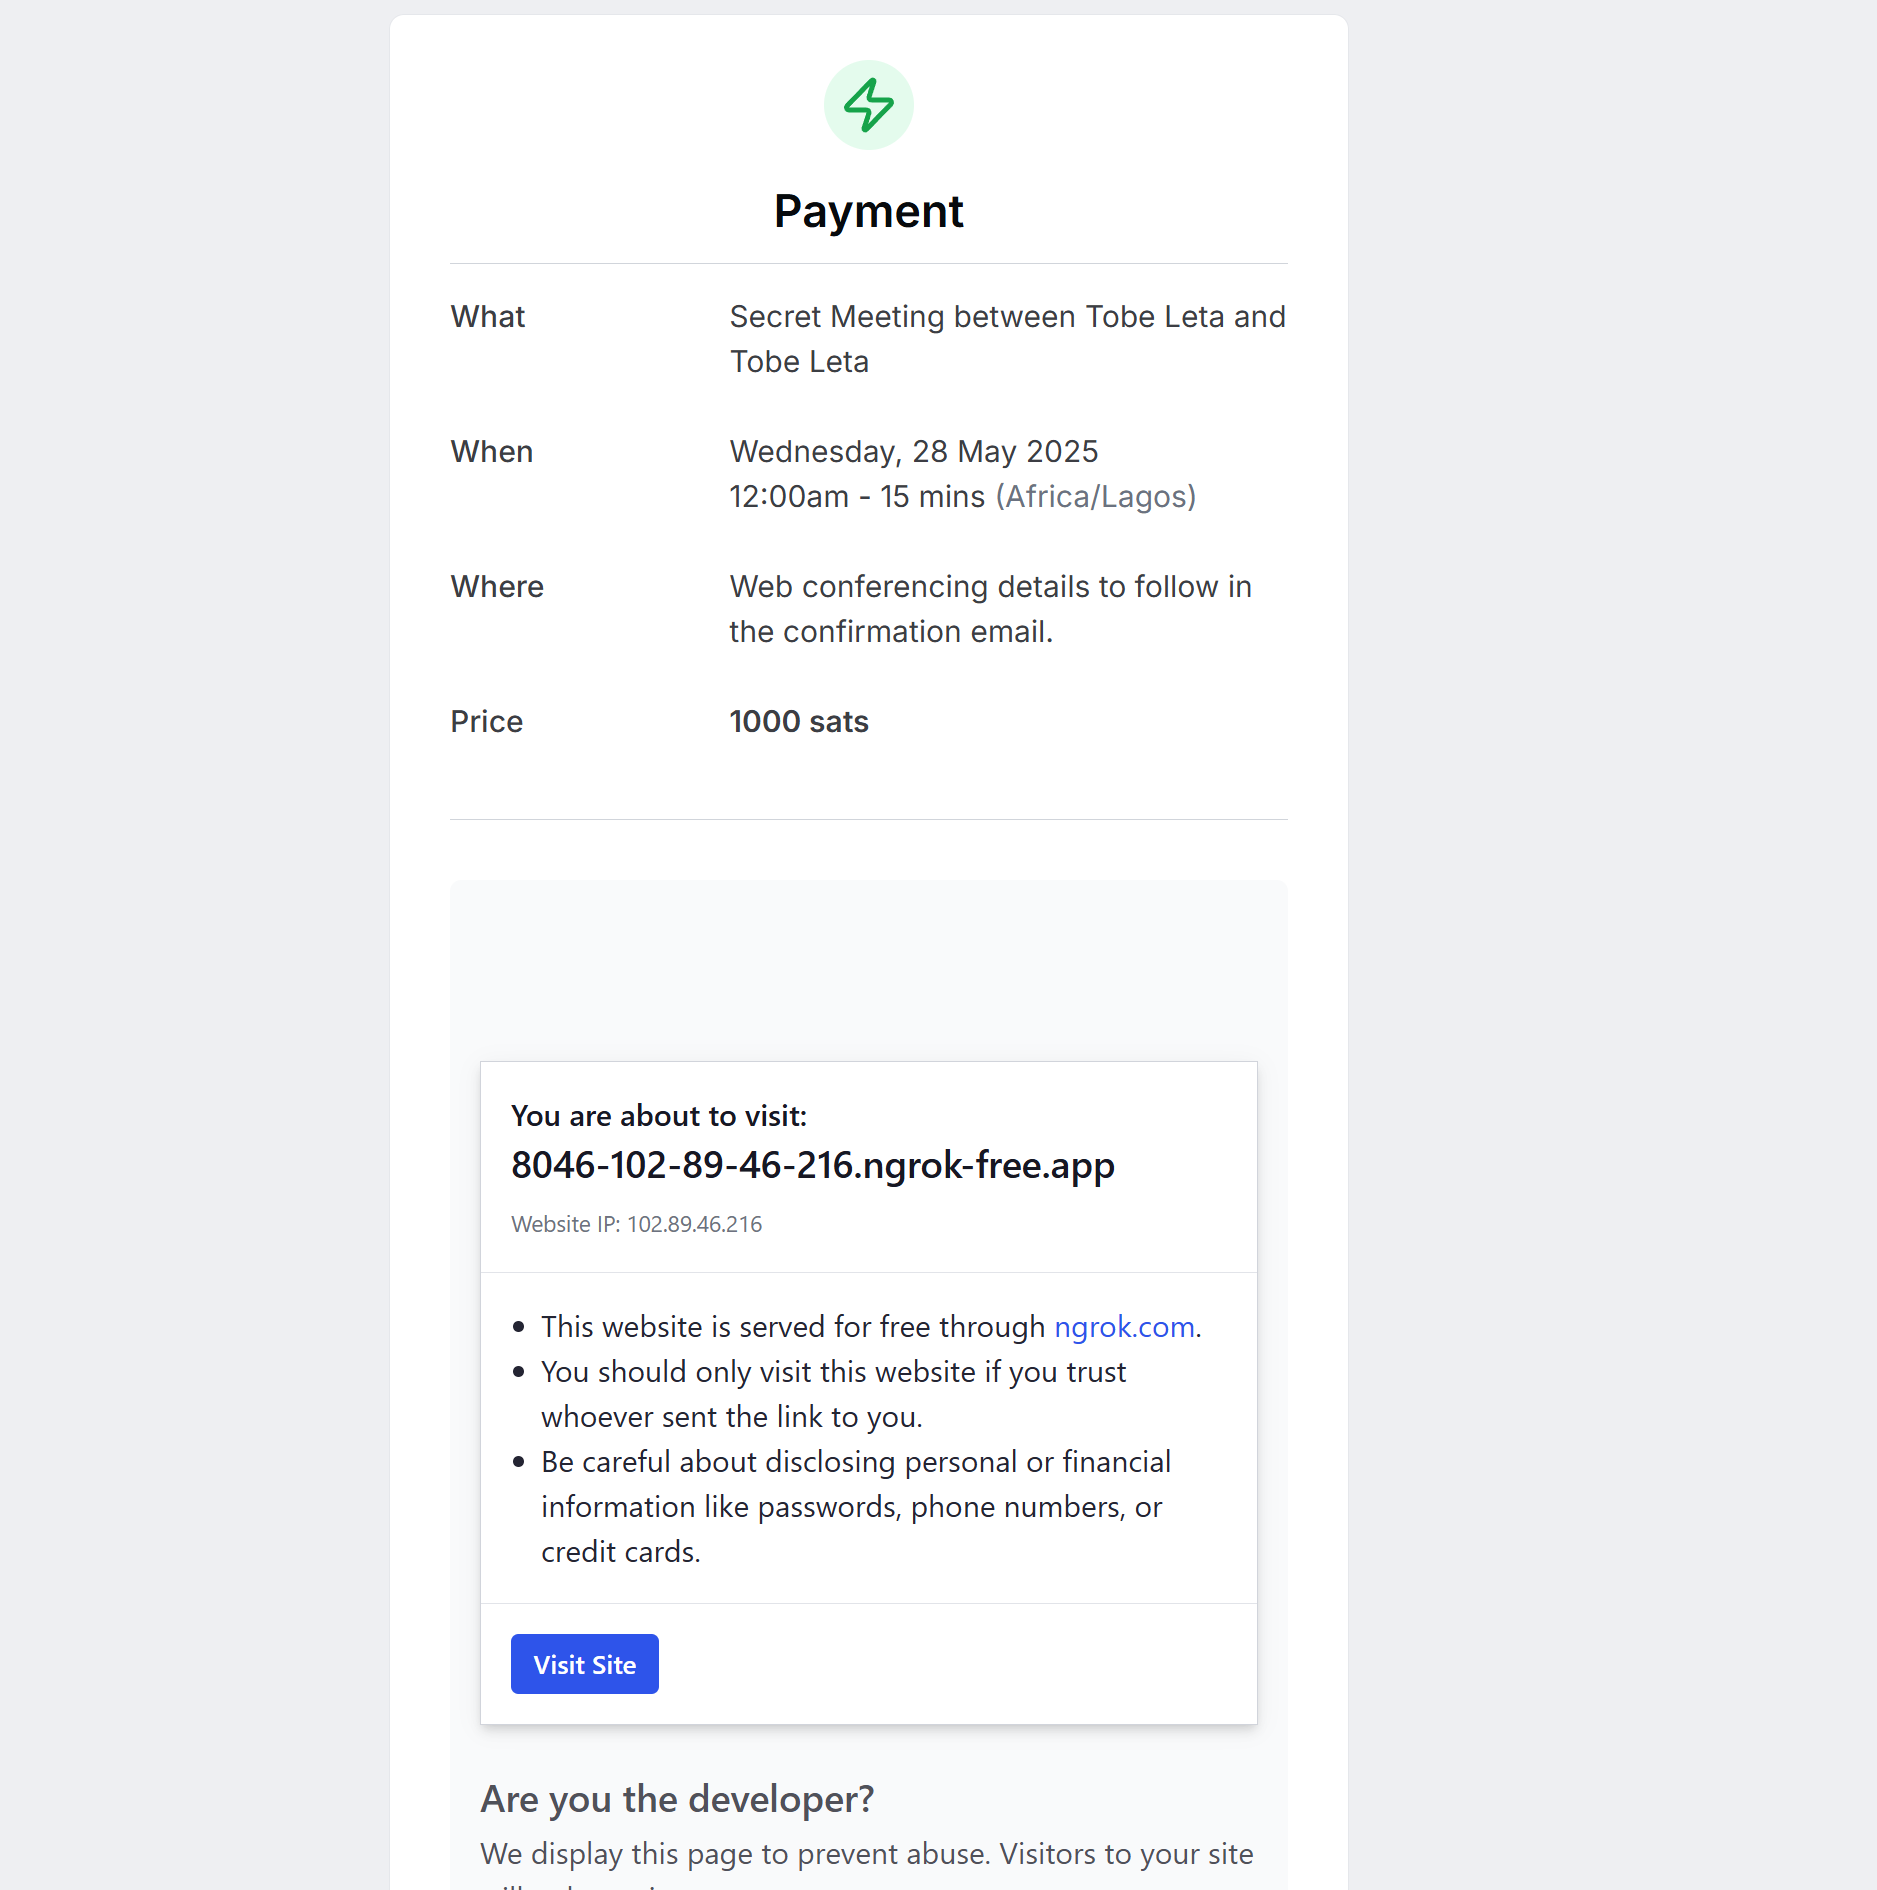 Payment
What
Secret Meeting between Tobe Leta and
Tobe Leta
When
Wednesday, 28 May 2025
12:00am - 15 mins (Africa/Lagos)
Where
Web conferencing details to follow in
the confirmation email.
Price
1000 sats
You are about to visit:
8046-102-89-46-216.ngrok-free.app
Website IP: 102.89.46.216
This website is served for free through ngrok.com.
You should only visit this website if you trust
whoever sent the link to you.
Be careful about disclosing personal or financial
information like passwords, phone numbers, or
credit cards.
Visit Site
Are you the developer?
We display this page to prevent abuse. Visitors to your site